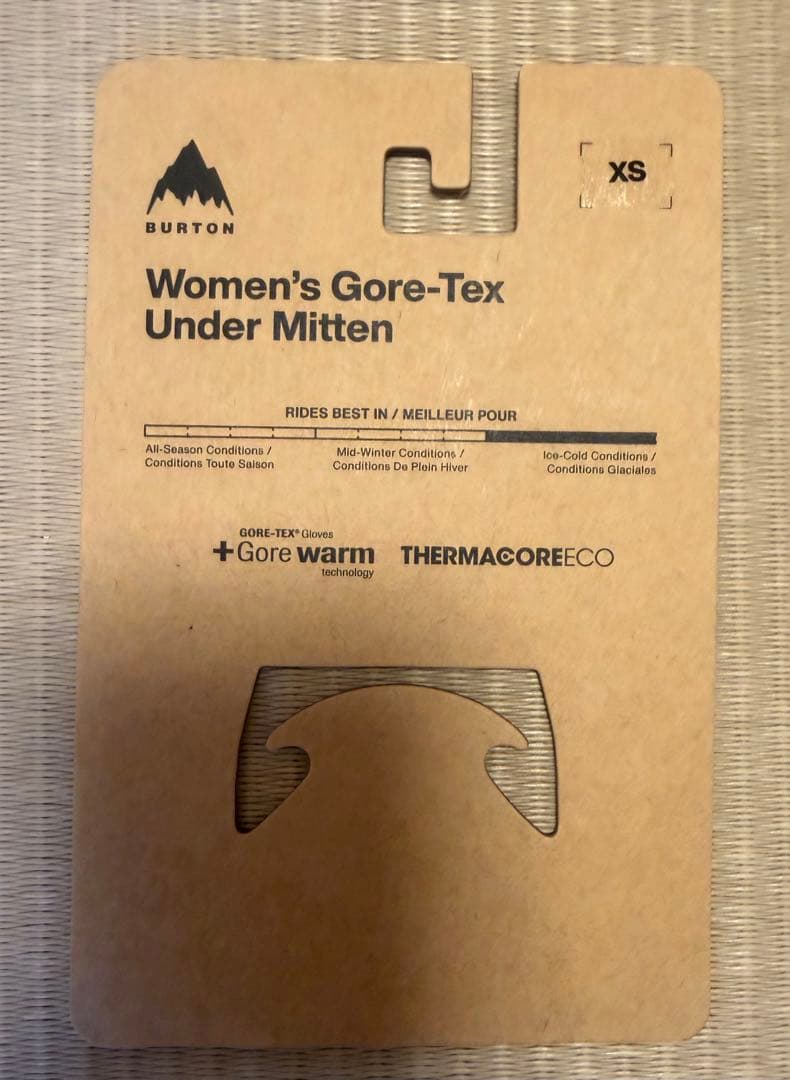 BURTON
XS
Women's Gore-Tex
Under Mitten
RIDES BEST IN / MEILLEUR POUR
All-Season Conditions /
Conditions Toute Saison
Mid-Winter Conditions /
Conditions De Plein Hiver
Ice-Cold Conditions /
Conditions Glaciales
GORE-TEX® Gloves
+Gore warm
technology
THERMACOREECO